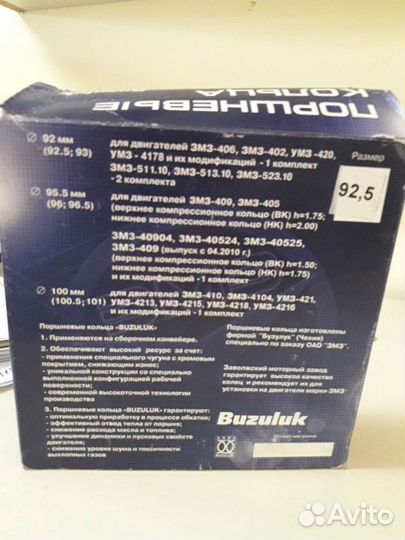 ПОРШНЕВЫЕ
КОЛЬЦА
Ø 92 мм
(92.5; 93)
для двигателей ЗМЗ-406, ЗМЗ-402, УМЗ -420,
УМЗ - 4178 и их модификаций - 1 комплект
ЗМЗ-511.10, ЗМЗ-513.10, ЗМЗ-523.10
- 2 комплекта
Размер
92,5
Ø 95.5 мм
(96; 96.5)
для двигателей ЗМЗ-409, ЗМЗ-405
(верхнее компрессионное кольцо (ВК) h=1.75;
нижнее компрессионное кольцо (НК) h=2.00)
ЗМЗ-40904, ЗМЗ-40524, ЗМЗ-40525,
ЗМЗ-409 (выпуск с 04.2010 г.)
(верхнее компрессионное кольцо (ВК) h=1.50;
нижнее компрессионное кольцо (НК) h=1.75)
и их модификаций - 1 комплект
Ø 100 мм
(100.5; 101)
для двигателей ЗМЗ-410, ЗМЗ-4104, УМЗ-421,
УМЗ-4213, УМЗ-4215, УМЗ-4218, УМЗ-4216
и их модификаций - 1 комплект
Поршневые кольца «BUZULUK»
1. Применяются на сборочном конвейере.
2. Обеспечивают высокий ресурс за счет:
- применения специального чугуна с хромовым
покрытием, снижающим износ;
- уникальной конструкции со специально
выполненной конфигурацией рабочей
поверхности;
- современной высокоточной технологии
производства
3. Поршневые кольца «BUZULUK» гарантируют:
- оптимальную приработку в процессе обкатки;
- эффективный отвод тепла от поршня;
- снижение расхода масла и топлива;
- улучшение динамики и пусковых свойств
двигателя;
- снижение уровня шума и токсичности
выхлопных газов
Поршневые кольца изготовлены
фирмой "Бузулук" (Чехия)
специально по заказу ОАО "ЗМЗ".
Заволжский моторный завод
гарантирует высокое качество
колец и рекомендует их для
установки на двигатели марки ЗМЗ
Buzuluk
Avito